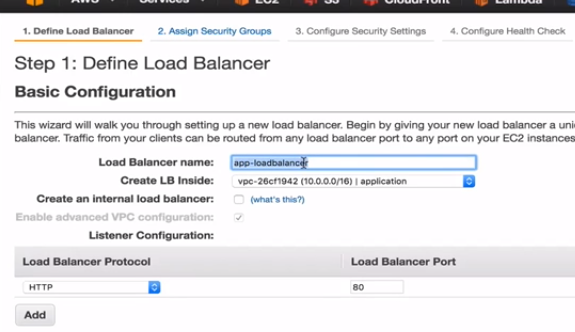 AWS Services EC2 S3 CloudFront Lambda
1. Define Load Balancer 2. Assign Security Groups 3. Configure Security Settings 4. Configure Health Check
Step 1: Define Load Balancer
Basic Configuration
This wizard will walk you through setting up a new load balancer. Begin by giving your new load balancer a
balancer. Traffic from your clients can be routed from any load balancer port to any port on your EC2 instances
Load Balancer name: app-loadbalancer
Create LB Inside: vpc-26cf1942 (10.0.0.0/16) | application
Create an internal load balancer: (what's this?)
Enable advanced VPC configuration:
Listener Configuration:
Load Balancer Protocol Load Balancer Port
HTTP 80
Add